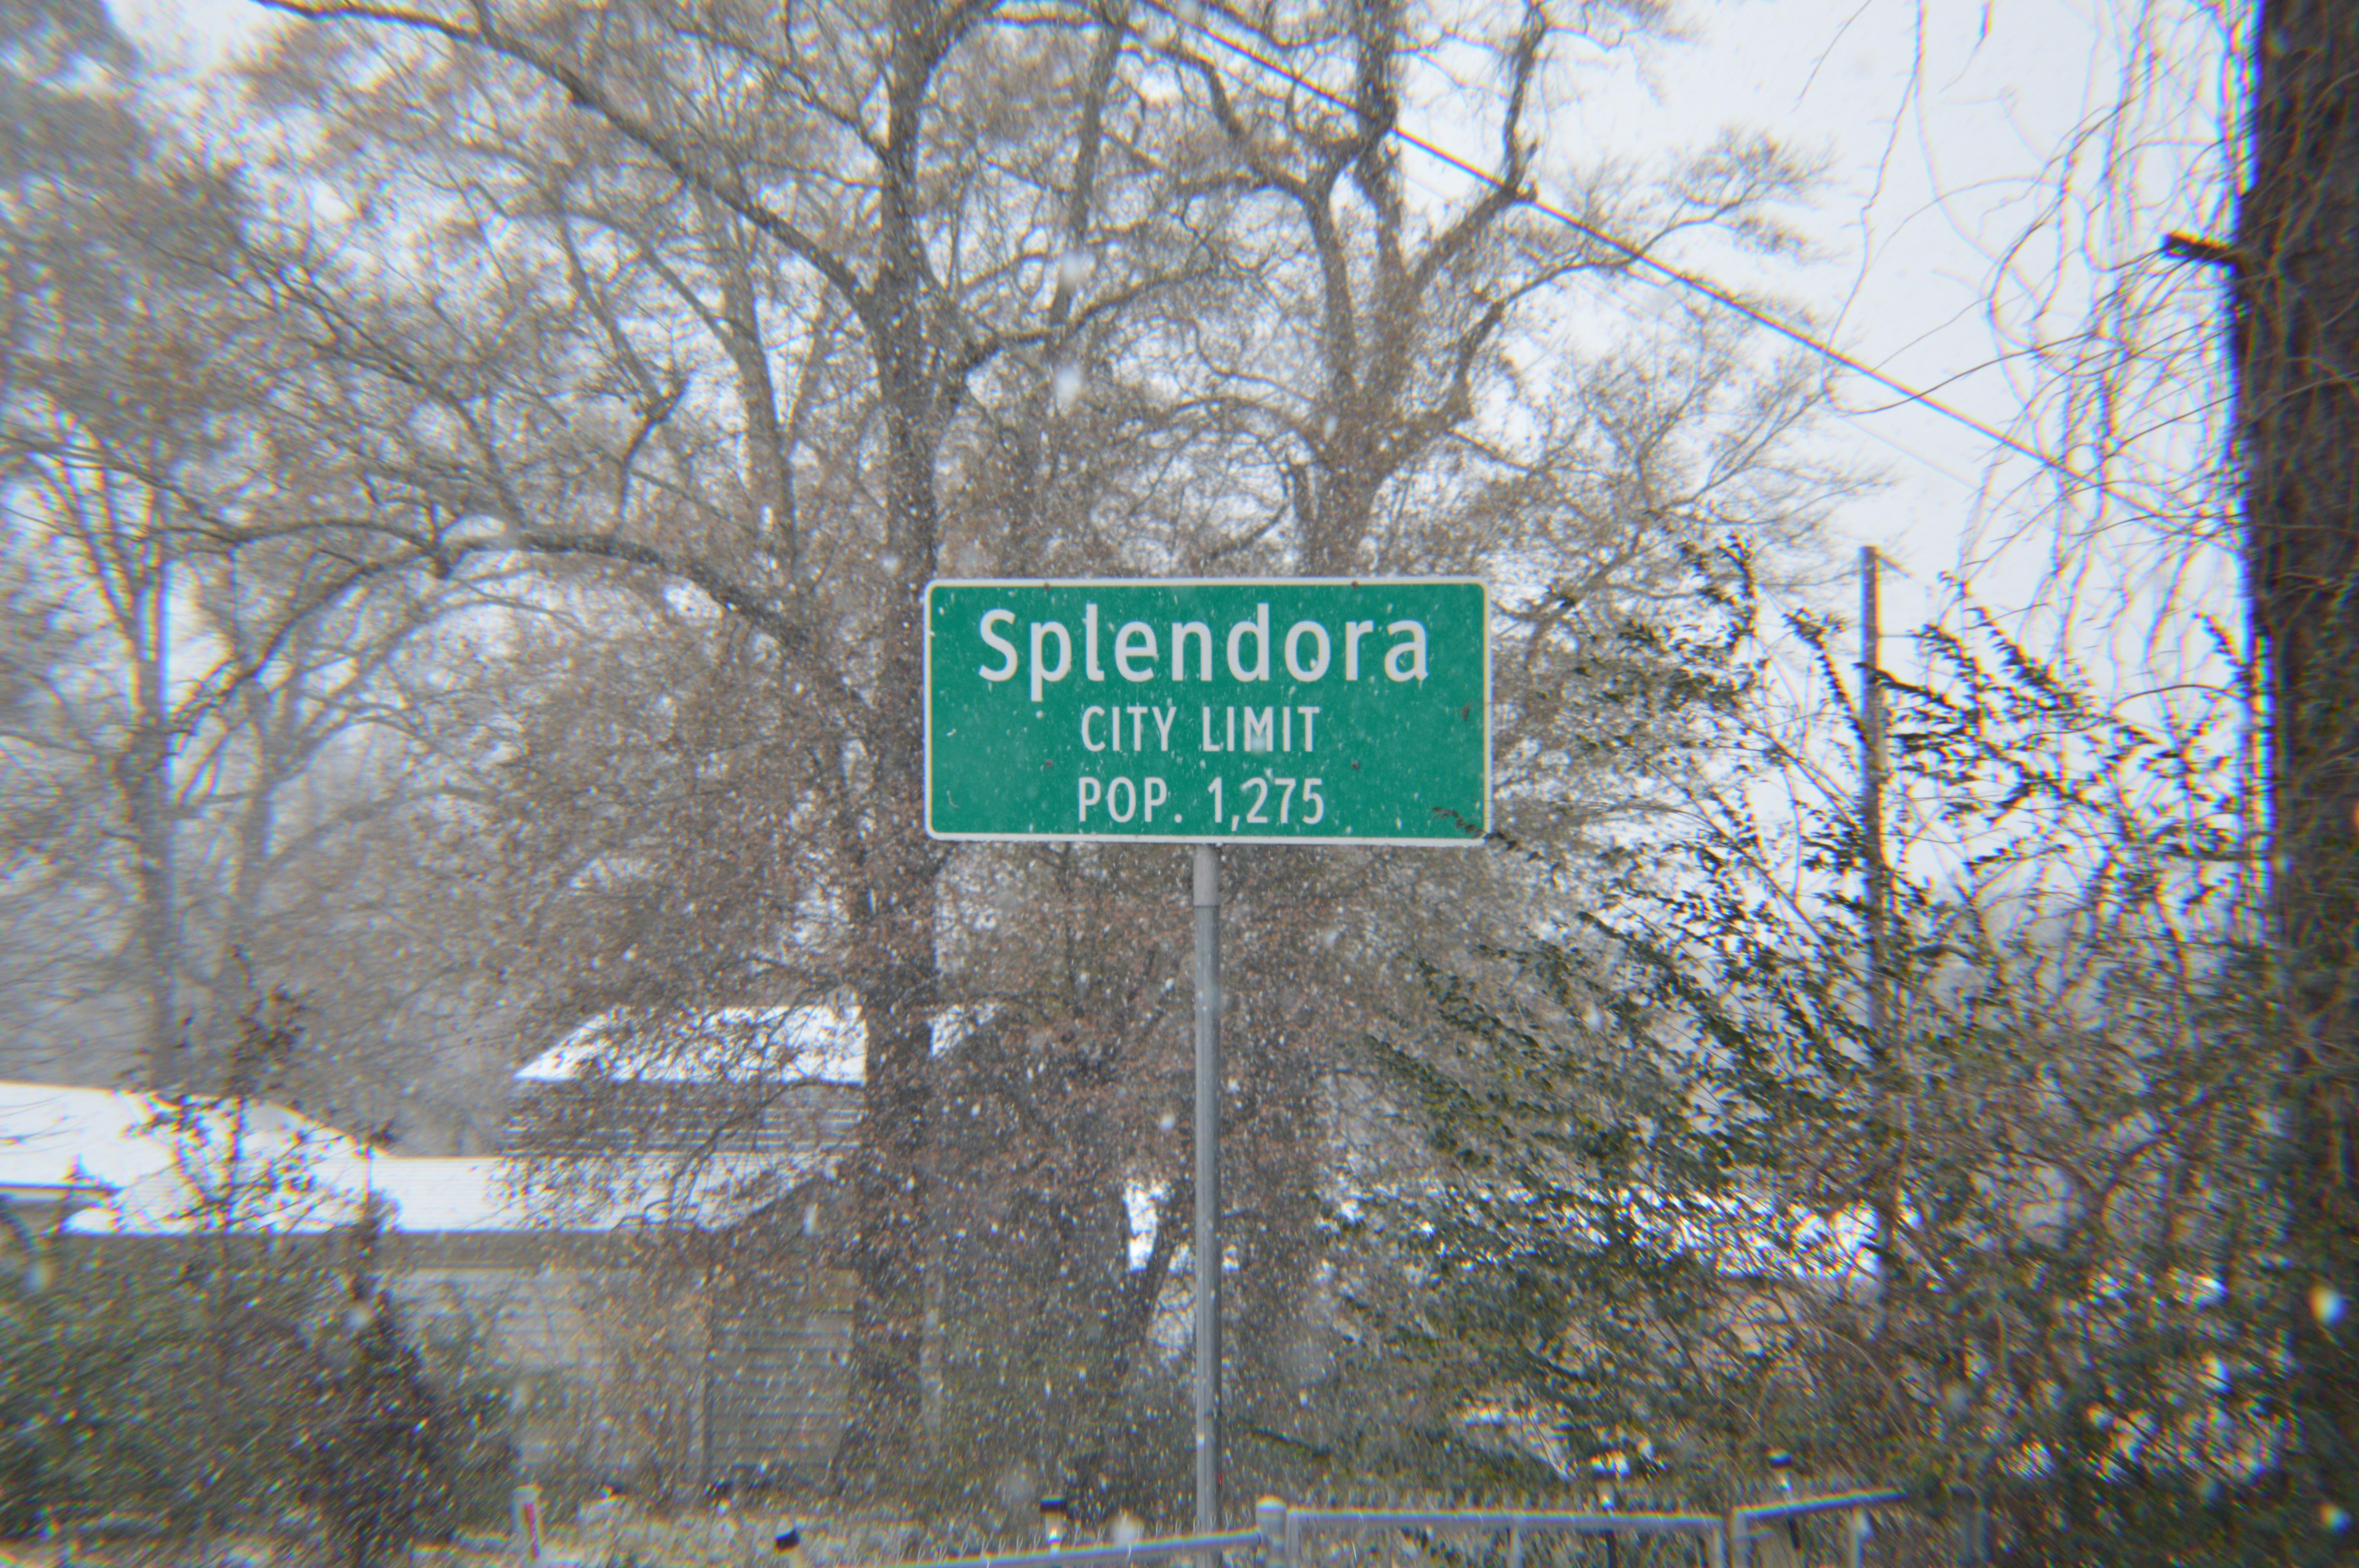 Splendora
CITY LIMIT
POP. 1,275